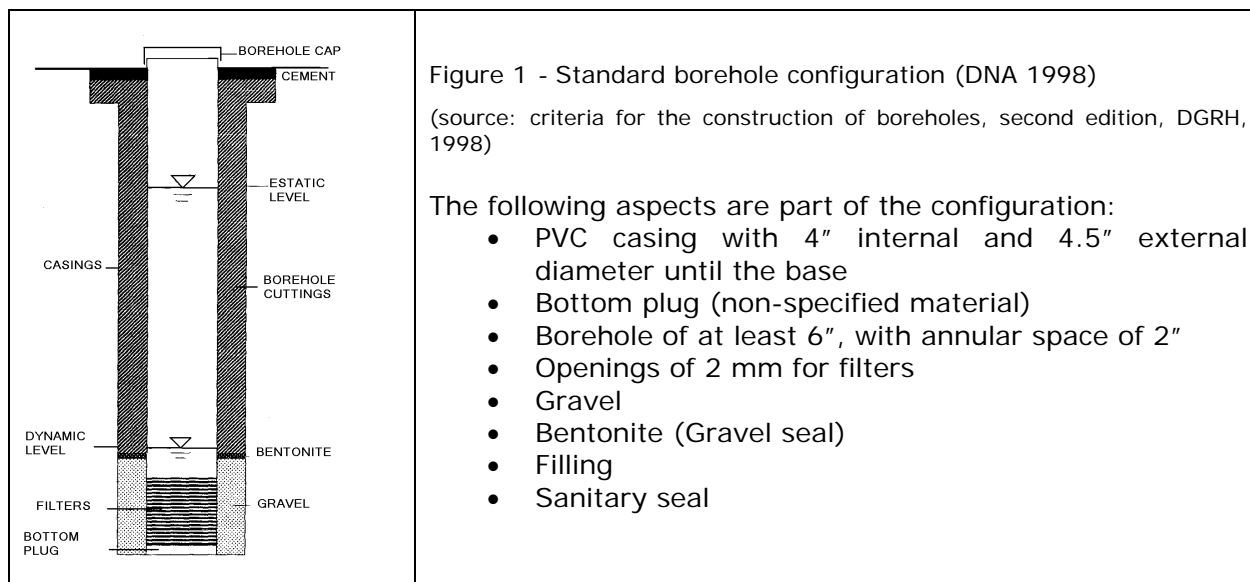 BOREHOLE CAP
CEMENT
ESTATIC
LEVEL
CASINGS
BOREHOLE
CUTTINGS
DYNAMIC
LEVEL
BENTONITE
FILTERS
GRAVEL
BOTTOM
PLUG
Figure 1 - Standard borehole configuration (DNA 1998)
(source: criteria for the construction of boreholes, second edition, DGRH,
1998)
The following aspects are part of the configuration:
• PVC casing with 4" internal and 4.5" external
diameter until the base
• Bottom plug (non-specified material)
• Borehole of at least 6", with annular space of 2"
• Openings of 2 mm for filters
• Gravel
• Bentonite (Gravel seal)
• Filling
• Sanitary seal